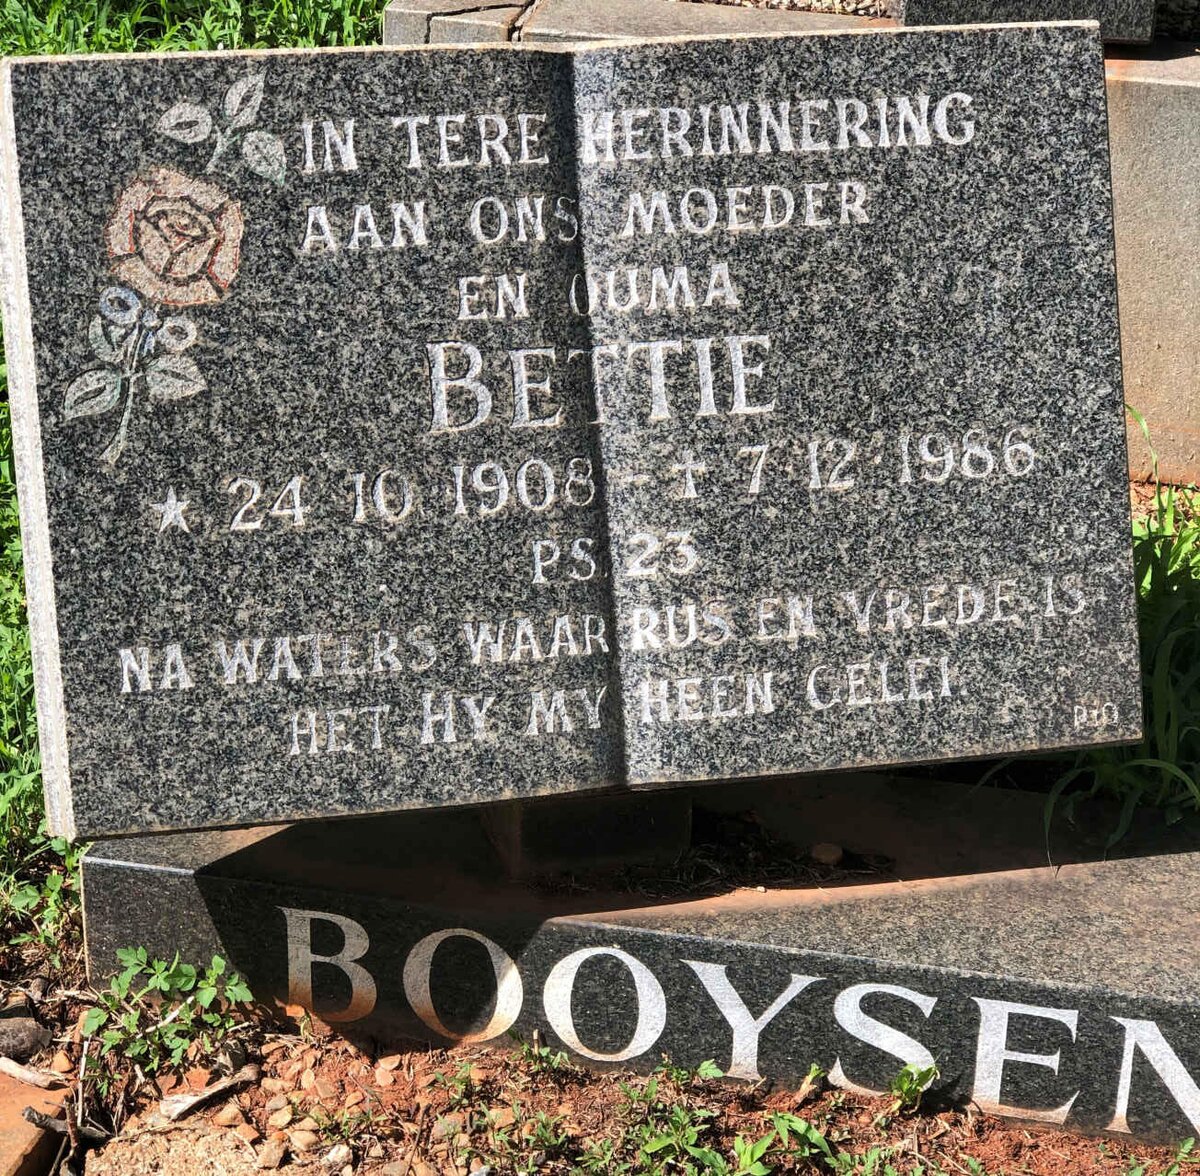 IN TERE HERINNERING
AAN ONS MOEDER
EN OUMA
BETTIE
★ 24 10 1908 - † 7 12 1986
PS 23
NA WATERS WAAR RUS EN VREDE IS
HET HY MY HEEN GELEI.
BOOYSEN